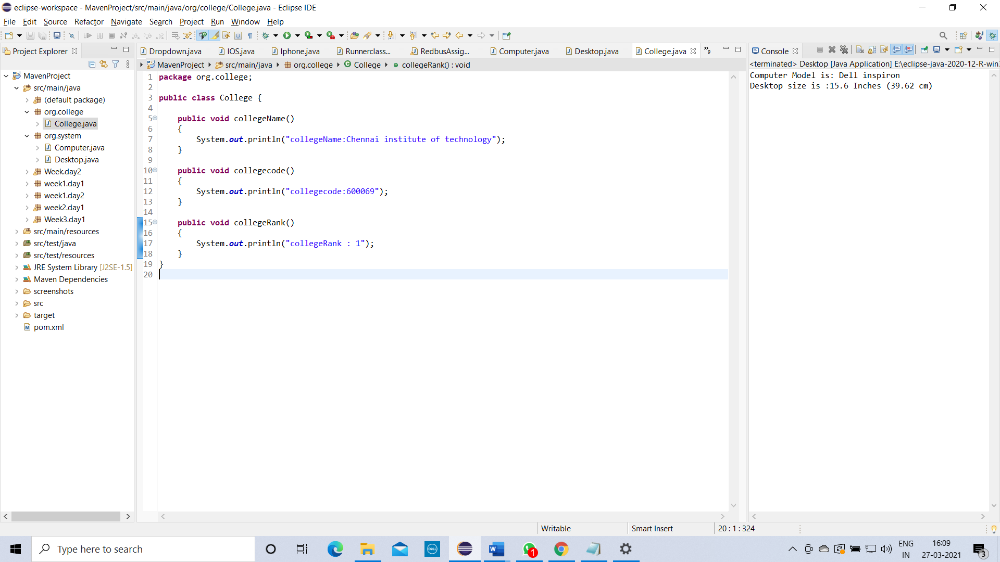 eclipse-workspace - MavenProject/src/main/java/org/college/College.java - Eclipse IDE
File Edit Source Refactor Navigate Search Project Run Window Help
Project Explorer
Dropdown.java IOS.java Iphone.java Runnerclass... RedbusAssig... Computer.java Desktop.java College.java »9
Console
MavenProject src/main/java org.college College collegeRank() : void
<terminated> Desktop [Java Application] E:\eclipse-java-2020-12-R-win
MavenProject
src/main/java
(default package)
org.college
College.java
org.system
Computer.java
Desktop.java
Week.day2
week1.day1
week1.day2
week2.day1
Week3.day1
src/main/resources
src/test/java
src/test/resources
JRE System Library [J2SE-1.5]
Maven Dependencies
screenshots
src
target
pom.xml
1 package org.college;
2
3 public class College {
4
5 public void collegeName()
6 {
7 System.out.println("collegeName:Chennai institute of technology");
8 }
9
10 public void collegecode()
11 {
12 System.out.println("collegecode:600069");
13 }
14
15 public void collegeRank()
16 {
17 System.out.println("collegeRank : 1");
18 }
19 }
20
Computer Model is: Dell inspiron
Desktop size is :15.6 Inches (39.62 cm)
Writable Smart Insert 20 : 1 : 324
Type here to search
DELL
W
1
ENG
IN
16:09
27-03-2021
3